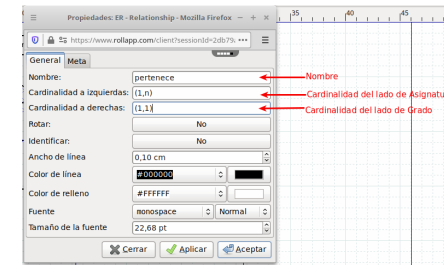 Propiedades: ER - Relationship - Mozilla Firefox
https://www.rollapp.com/client?sessionId=2db79
General Meta
Nombre: pertenece
Cardinalidad a izquierdas: (1,n)
Cardinalidad a derechas: (1,1)
Rotar: No
Identificar: No
Ancho de línea 0,10 cm
Color de línea #000000
Color de relleno #FFFFFF
Fuente monospace Normal
Tamaño de la fuente 22,68 pt
Cerrar Aplicar Aceptar
35 40 45
Nombre
Cardinalidad del lado de Asignatu
Cardinalidad del lado de Grado